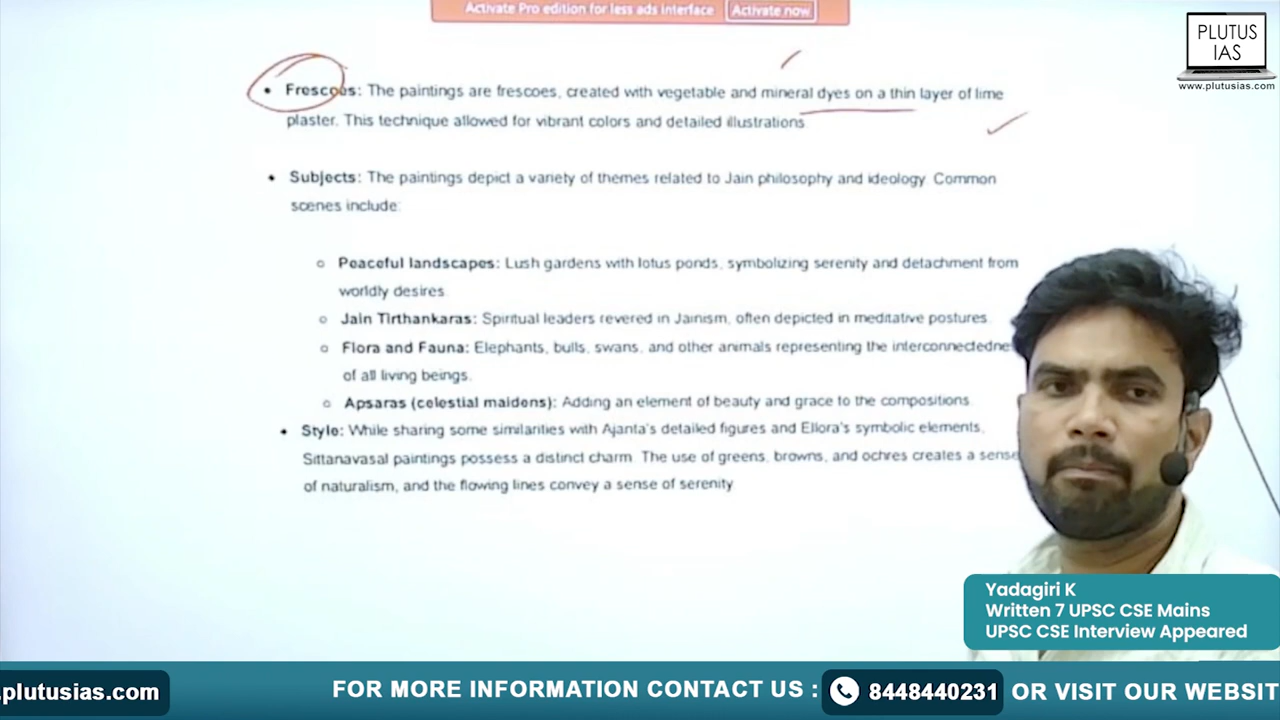 Activate Pro edition for less ads interface Activate now
PLUTUS
IAS
www.plutusias.com
• Frescoes: The paintings are frescoes, created with vegetable and mineral dyes on a thin layer of lime
plaster. This technique allowed for vibrant colors and detailed illustrations
• Subjects: The paintings depict a variety of themes related to Jain philosophy and ideology. Common
scenes include:
○ Peaceful landscapes: Lush gardens with lotus ponds, symbolizing serenity and detachment from
worldly desires.
○ Jain Tirthankaras: Spiritual leaders revered in Jainism, often depicted in meditative postures.
○ Flora and Fauna: Elephants, bulls, swans, and other animals representing the interconnectedne
of all living beings.
○ Apsaras (celestial maidens): Adding an element of beauty and grace to the compositions.
• Style: While sharing some similarities with Ajanta's detailed figures and Ellora's symbolic elements,
Sittanavasal paintings possess a distinct charm. The use of greens, browns, and ochres creates a sense
of naturalism, and the flowing lines convey a sense of serenity
Yadagiri K
Written 7 UPSC CSE Mains
UPSC CSE Interview Appeared
.plutusias.com FOR MORE INFORMATION CONTACT US : 8448440231 OR VISIT OUR WEBSIT